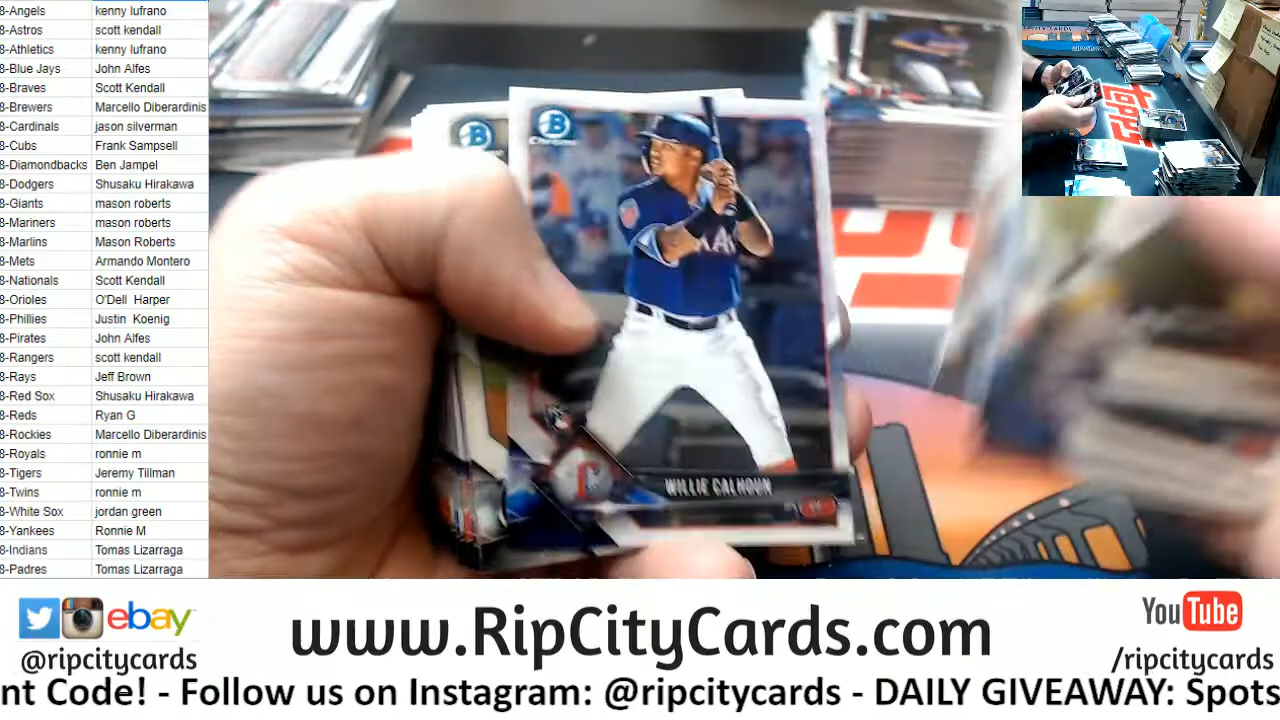 8-Angels kenny lufrano
8-Astros scott kendall
8-Athletics kenny lufrano
8-Blue Jays John Alfes
8-Braves Scott Kendall
8-Brewers Marcello Diberardinis
8-Cardinals jason silverman
8-Cubs Frank Sampsell
8-Diamondbacks Ben Jampel
8-Dodgers Shusaku Hirakawa
8-Giants mason roberts
8-Mariners mason roberts
8-Marlins Mason Roberts
8-Mets Armando Montero
8-Nationals Scott Kendall
8-Orioles O'Dell Harper
8-Phillies Justin Koenig
8-Pirates John Alfes
8-Rangers scott kendall
8-Rays Jeff Brown
8-Red Sox Shusaku Hirakawa
8-Reds Ryan G
8-Rockies Marcello Diberardinis
8-Royals ronnie m
8-Tigers Jeremy Tillman
8-Twins ronnie m
8-White Sox jordan green
8-Yankees Ronnie M
8-Indians Tomas Lizarraga
8-Padres Tomas Lizarraga
B
B
Chrome
WILLIE CALHOUN
topps
ebay
@ripcitycards
www.RipCityCards.com
YouTube
/ripcitycards
nt Code! - Follow us on Instagram: @ripcitycards - DAILY GIVEAWAY: Spots